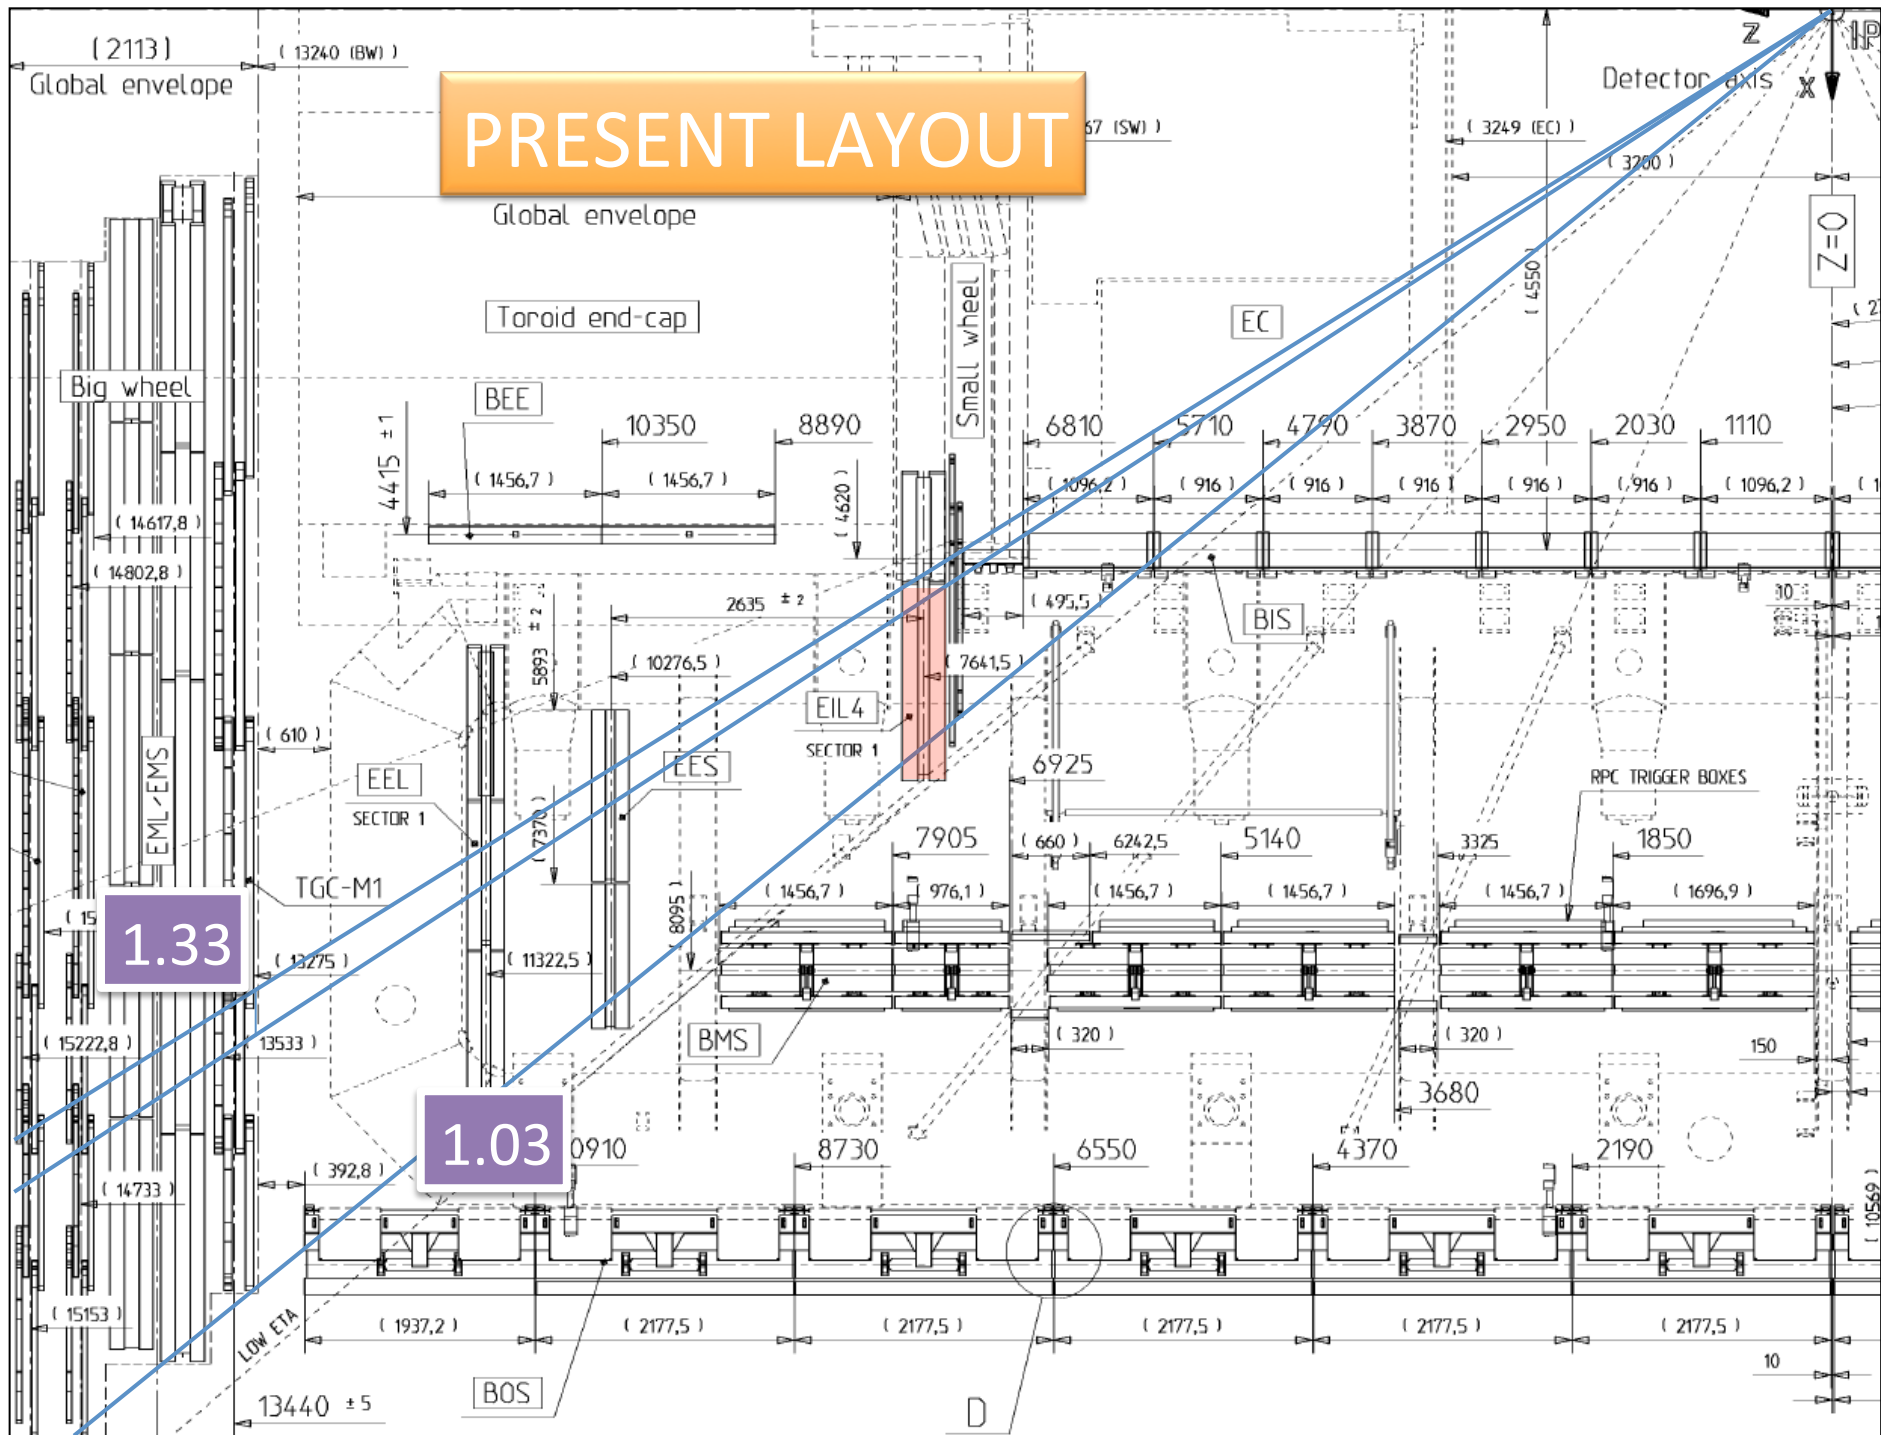 ( 2113 )
Global envelope
( 13240 (BW) )
PRESENT LAYOUT
67 (SW) )
Global envelope
Detector axis
Z
IP
X
( 3249 (EC) )
( 3200 )
( 4550 )
Z=0
Toroid end-cap
Small wheel
EC
Big wheel
BEE
4415 ± 1
10350
8890
( 1456,7 )
( 1456,7 )
( 4620 )
6810
5710
4790
3870
2950
2030
1110
( 1096,2 )
( 916 )
( 916 )
( 916 )
( 916 )
( 916 )
( 1096,2 )
( 14617,8 )
( 14802,8 )
2635 ± 2
5893 ± 2
( 495,5 )
BIS
10
( 10276,5 )
( 7641,5 )
EIL4
SECTOR 1
( 610 )
EEL
SECTOR 1
EES
6925
RPC TRIGGER BOXES
EML/EMS
( 7370 )
7905
( 660 )
6242,5
5140
3325
1850
TGC-M1
( 8095 )
( 1456,7 )
( 976,1 )
( 1456,7 )
( 1456,7 )
( 1456,7 )
( 1696,9 )
1.33
( 13275 )
( 11322,5 )
( 15222,8 )
( 13533 )
BMS
( 320 )
( 320 )
150
3680
1.03
0910
8730
6550
4370
2190
( 392,8 )
( 14733 )
( 10569 )
( 15153 )
LOW ETA
( 1937,2 )
( 2177,5 )
( 2177,5 )
( 2177,5 )
( 2177,5 )
( 2177,5 )
10
13440 ± 5
BOS
D